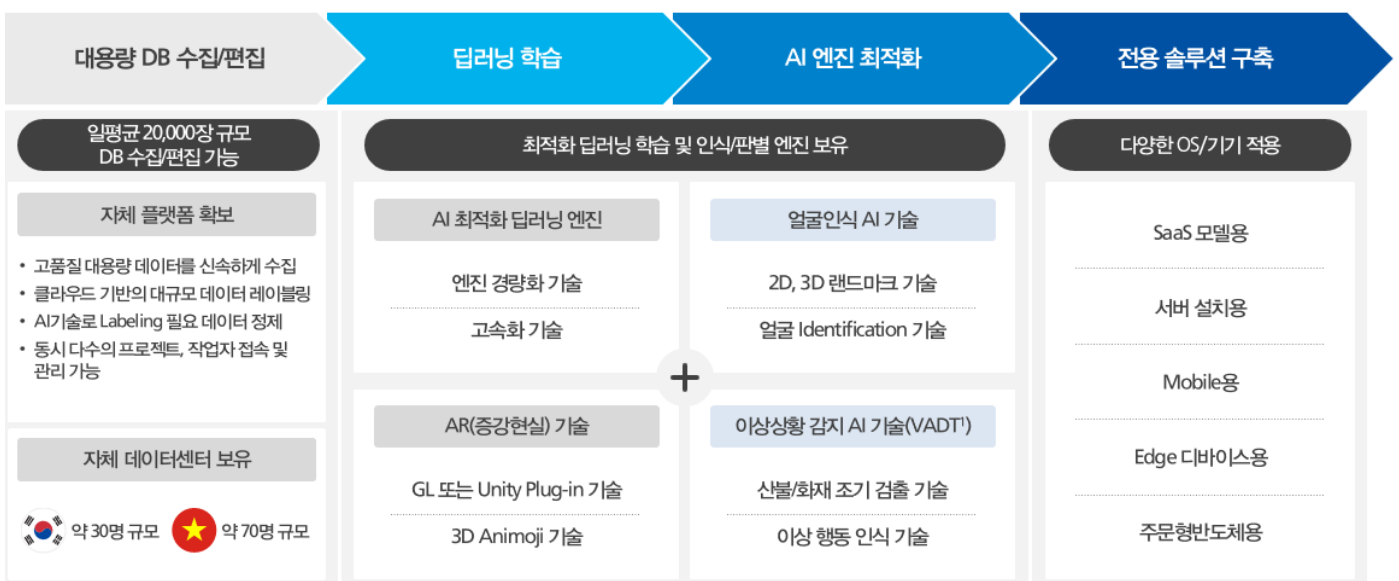 대용량 DB 수집/편집
딥러닝 학습
AI 엔진 최적화
전용 솔루션 구축
일평균 20,000장 규모
DB 수집/편집 가능
자체 플랫폼 확보
• 고품질 대용량 데이터를 신속하게 수집
• 클라우드 기반의 대규모 데이터 레이블링
• AI기술로 Labeling 필요 데이터 정제
• 동시 다수의 프로젝트, 작업자 접속 및
관리 가능
자체 데이터센터 보유
약 30명 규모
약 70명 규모
최적화 딥러닝 학습 및 인식/판별 엔진 보유
AI 최적화 딥러닝 엔진
엔진 경량화 기술
고속화 기술
얼굴인식 AI 기술
2D, 3D 랜드마크 기술
얼굴 Identification 기술
+
AR(증강현실) 기술
GL 또는 Unity Plug-in 기술
3D Animoji 기술
이상상황 감지 AI 기술(VADT¹)
산불/화재 조기 검출 기술
이상 행동 인식 기술
다양한 OS/기기 적용
SaaS 모델용
서버 설치용
Mobile용
Edge 디바이스용
주문형반도체용